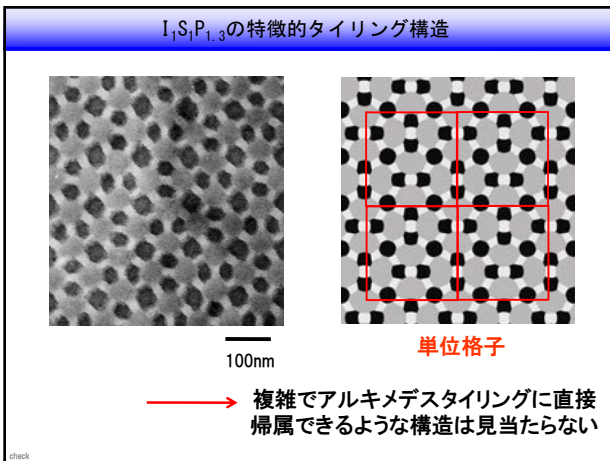 I₁S₁P₁.₃の特徴的タイリング構造
100nm
単位格子
複雑でアルキメデスタイリングに直接
帰属できるような構造は見当たらない
check